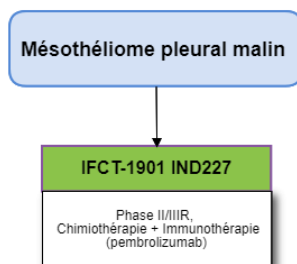 Mésothéliome pleural malin
IFCT-1901 IND227
Phase II/IIIR,
Chimiothérapie + Immunothérapie
(pembrolizumab)